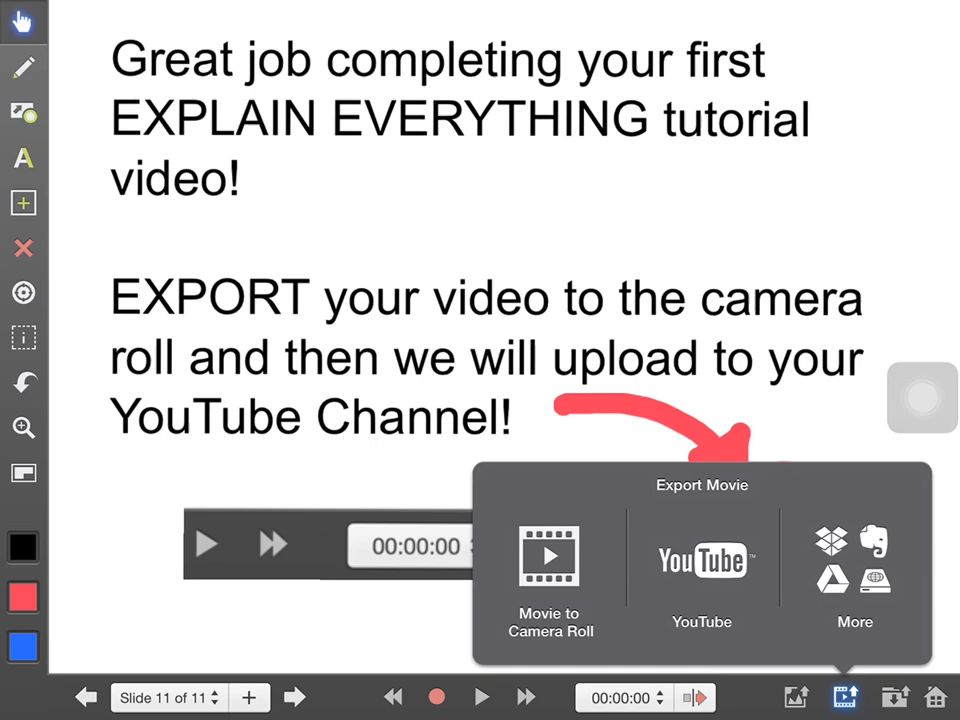 Great job completing your first
EXPLAIN EVERYTHING tutorial
video!
EXPORT your video to the camera
roll and then we will upload to your
YouTube Channel!
00:00:00
Export Movie
YouTube™
Movie to
Camera Roll
YouTube
More
A
i
Slide 11 of 11
00:00:00